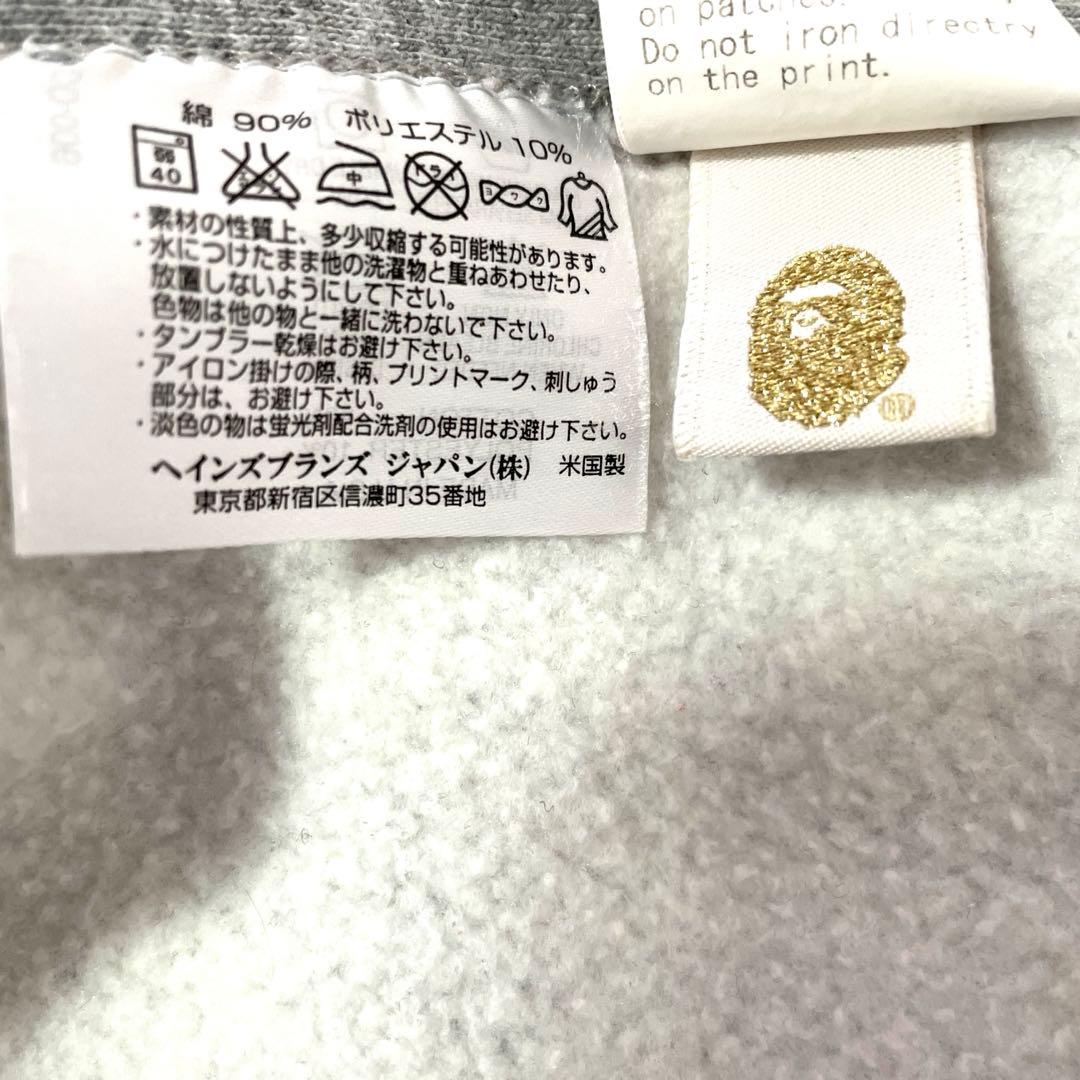 on patches.
Do not iron directry
on the print.
綿 90% ポリエステル 10%
40 中 ドライ ヨワク
・素材の性質上、多少収縮する可能性があります。
・水につけたまま他の洗濯物と重ねあわせたり、
放置しないようにして下さい。
色物は他の物と一緒に洗わないで下さい。
・タンブラー乾燥はお避け下さい。
・アイロン掛けの際、柄、プリントマーク、刺しゅう
部分は、お避け下さい。
・淡色の物は蛍光剤配合洗剤の使用はお避け下さい。
ヘインズブランズ ジャパン(株) 米国製
東京都新宿区信濃町35番地